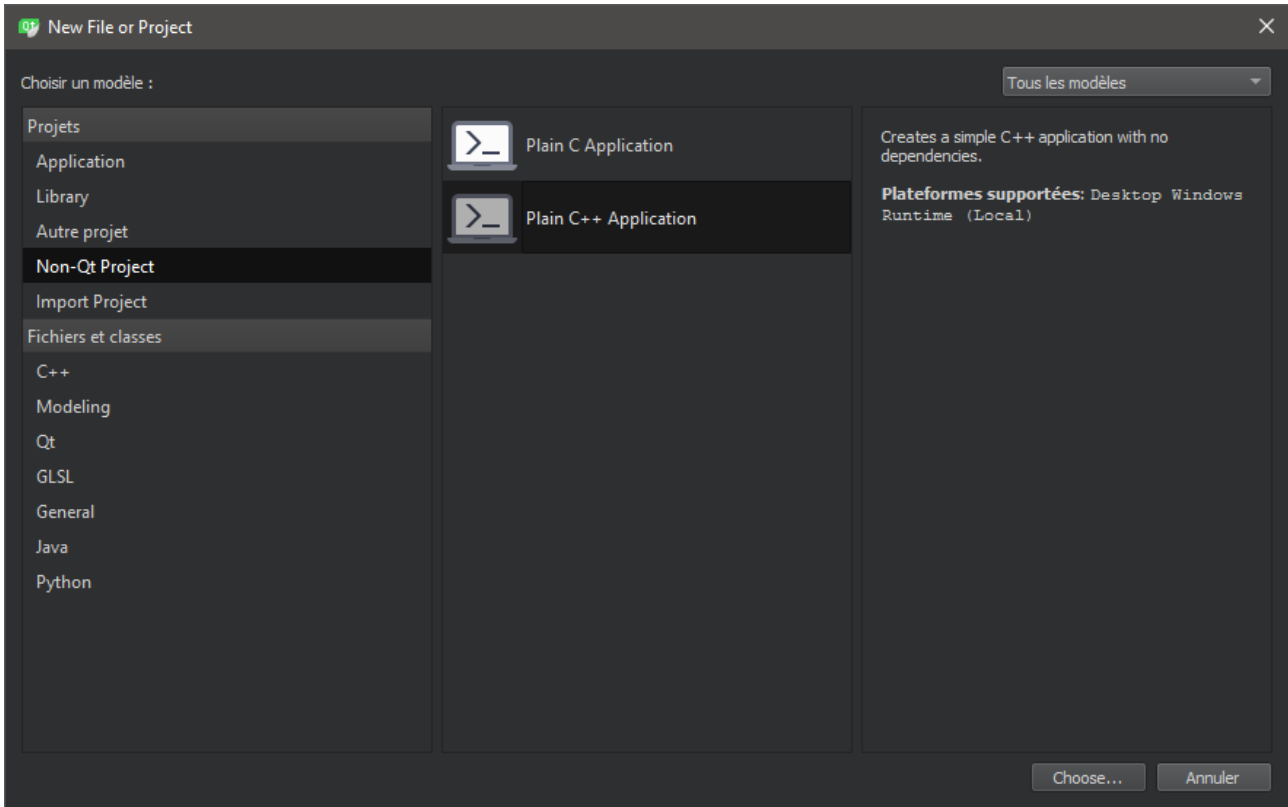 New File or Project
Choisir un modèle :
Tous les modèles
Projets
Application
Library
Autre projet
Non-Qt Project
Import Project
Fichiers et classes
C++
Modeling
Qt
GLSL
General
Java
Python
Plain C Application
Plain C++ Application
Creates a simple C++ application with no
dependencies.
Plateformes supportées: Desktop Windows
Runtime (Local)
Choose...
Annuler